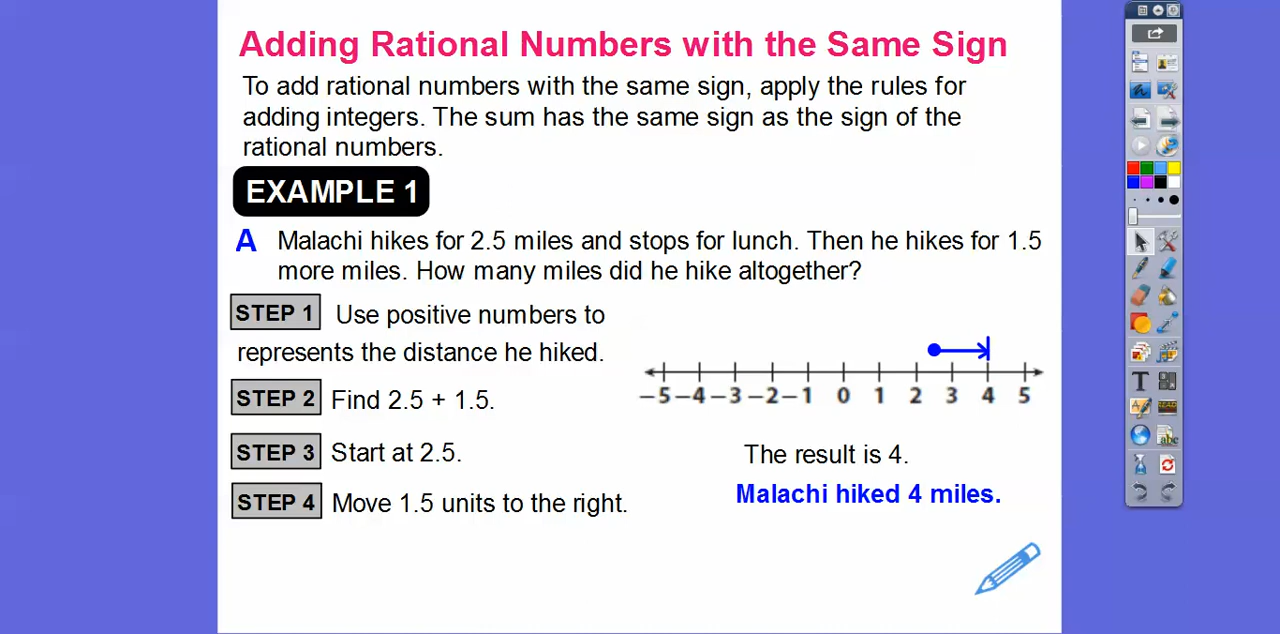 Adding Rational Numbers with the Same Sign
To add rational numbers with the same sign, apply the rules for
adding integers. The sum has the same sign as the sign of the
rational numbers.
EXAMPLE 1
A Malachi hikes for 2.5 miles and stops for lunch. Then he hikes for 1.5
more miles. How many miles did he hike altogether?
STEP 1 Use positive numbers to
represents the distance he hiked.
STEP 2 Find 2.5 + 1.5.
STEP 3 Start at 2.5.
STEP 4 Move 1.5 units to the right.
−5 −4 −3 −2 −1 0 1 2 3 4 5
The result is 4.
Malachi hiked 4 miles.